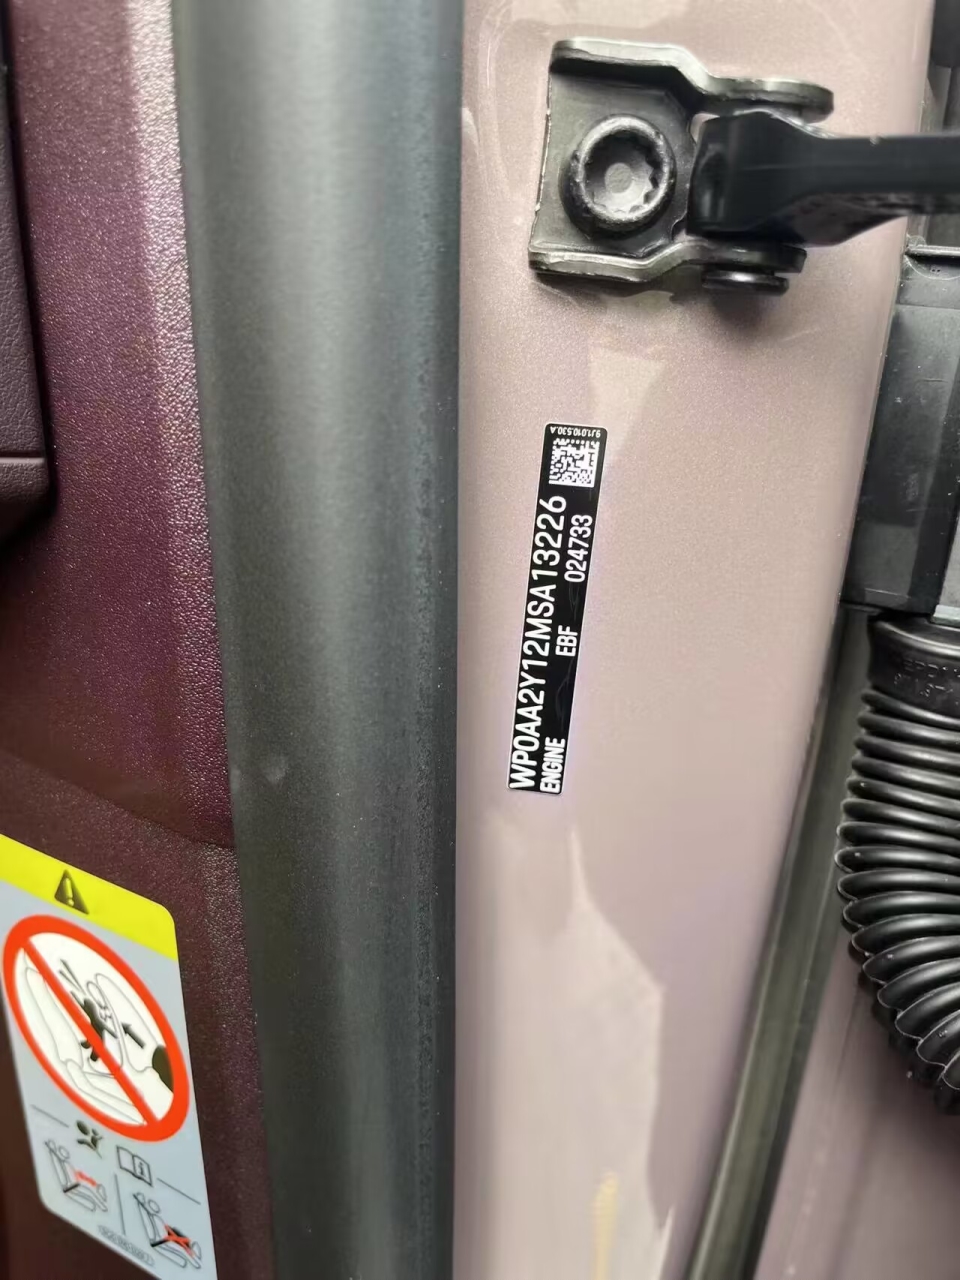 9J1.010.530.A
WP0AA2Y12MSA13226
ENGINE EBF 024733